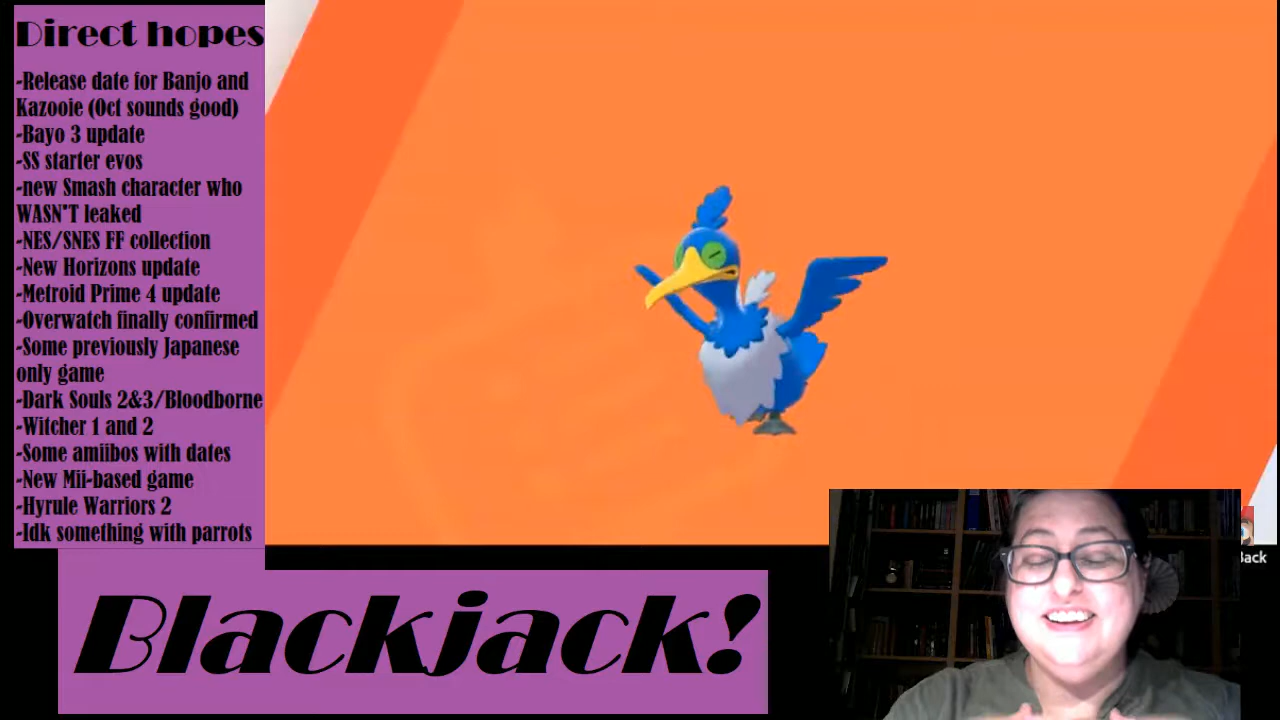 Direct hopes
-Release date for Banjo and
Kazooie (Oct sounds good)
-Bayo 3 update
-SS starter evos
-new Smash character who
WASN'T leaked
-NES/SNES FF collection
-New Horizons update
-Metroid Prime 4 update
-Overwatch finally confirmed
-Some previously Japanese
only game
-Dark Souls 2&3/Bloodborne
-Witcher 1 and 2
-Some amiibos with dates
-New Mii-based game
-Hyrule Warriors 2
-Idk something with parrots
Back
Blackjack!